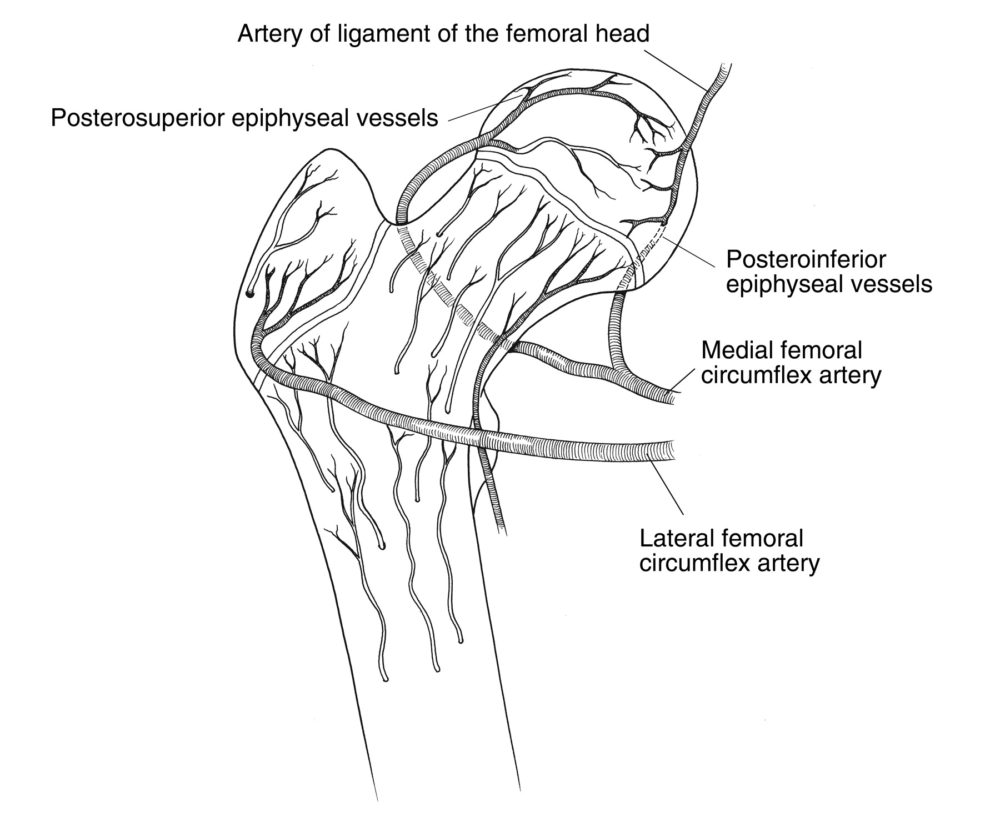 Artery of ligament of the femoral head
Posterosuperior epiphyseal vessels
Posteroinferior
epiphyseal vessels
Medial femoral
circumflex artery
Lateral femoral
circumflex artery